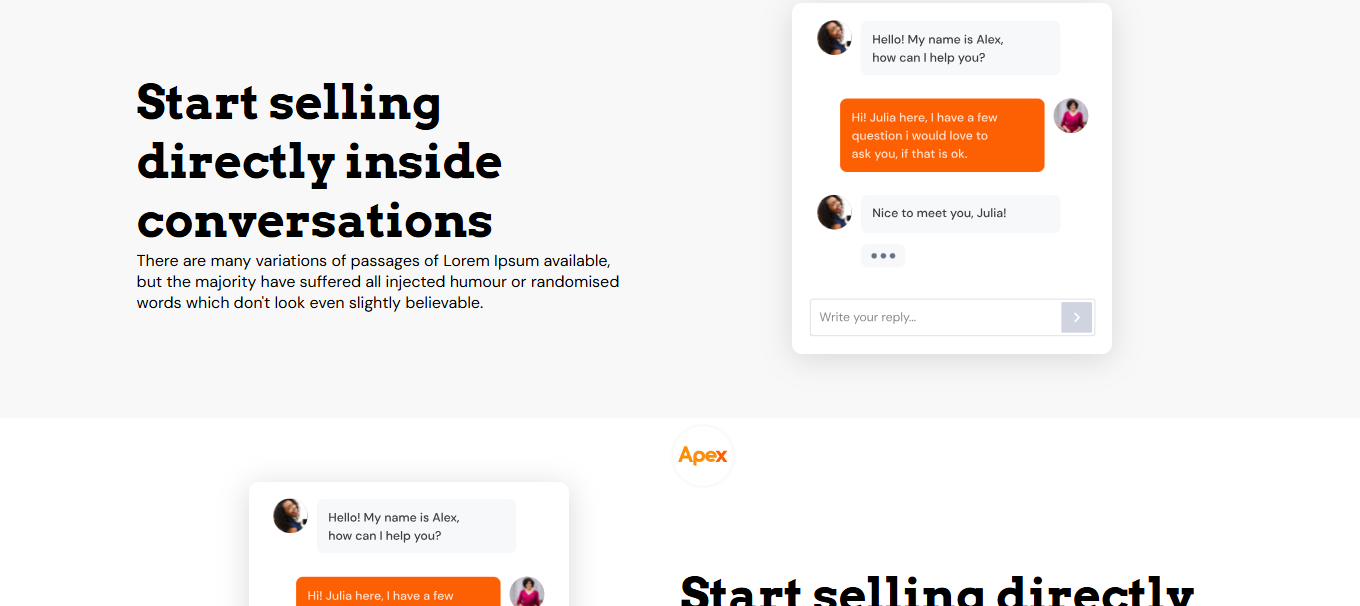 Start selling
directly inside
conversations
There are many variations of passages of Lorem Ipsum available,
but the majority have suffered all injected humour or randomised
words which don't look even slightly believable.
Hello! My name is Alex,
how can I help you?
Hi! Julia here, I have a few
question i would love to
ask you, if that is ok.
Nice to meet you, Julia!
Write your reply...
Apex
Hello! My name is Alex,
how can I help you?
Hi! Julia here, I have a few
Start selling directly